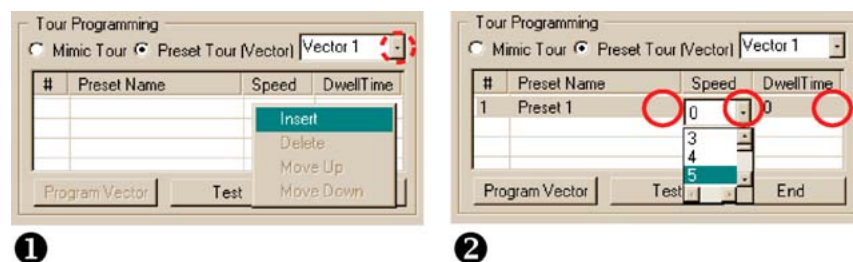 Tour Programming
Mimic Tour Preset Tour (Vector) Vector 1
# Preset Name Speed DwellTime
Insert
Delete
Move Up
Move Down
Program Vector Test
1
Tour Programming
Mimic Tour Preset Tour (Vector) Vector 1
# Preset Name Speed DwellTime
1 Preset 1 0 0
3
4
5
Program Vector Test End
2